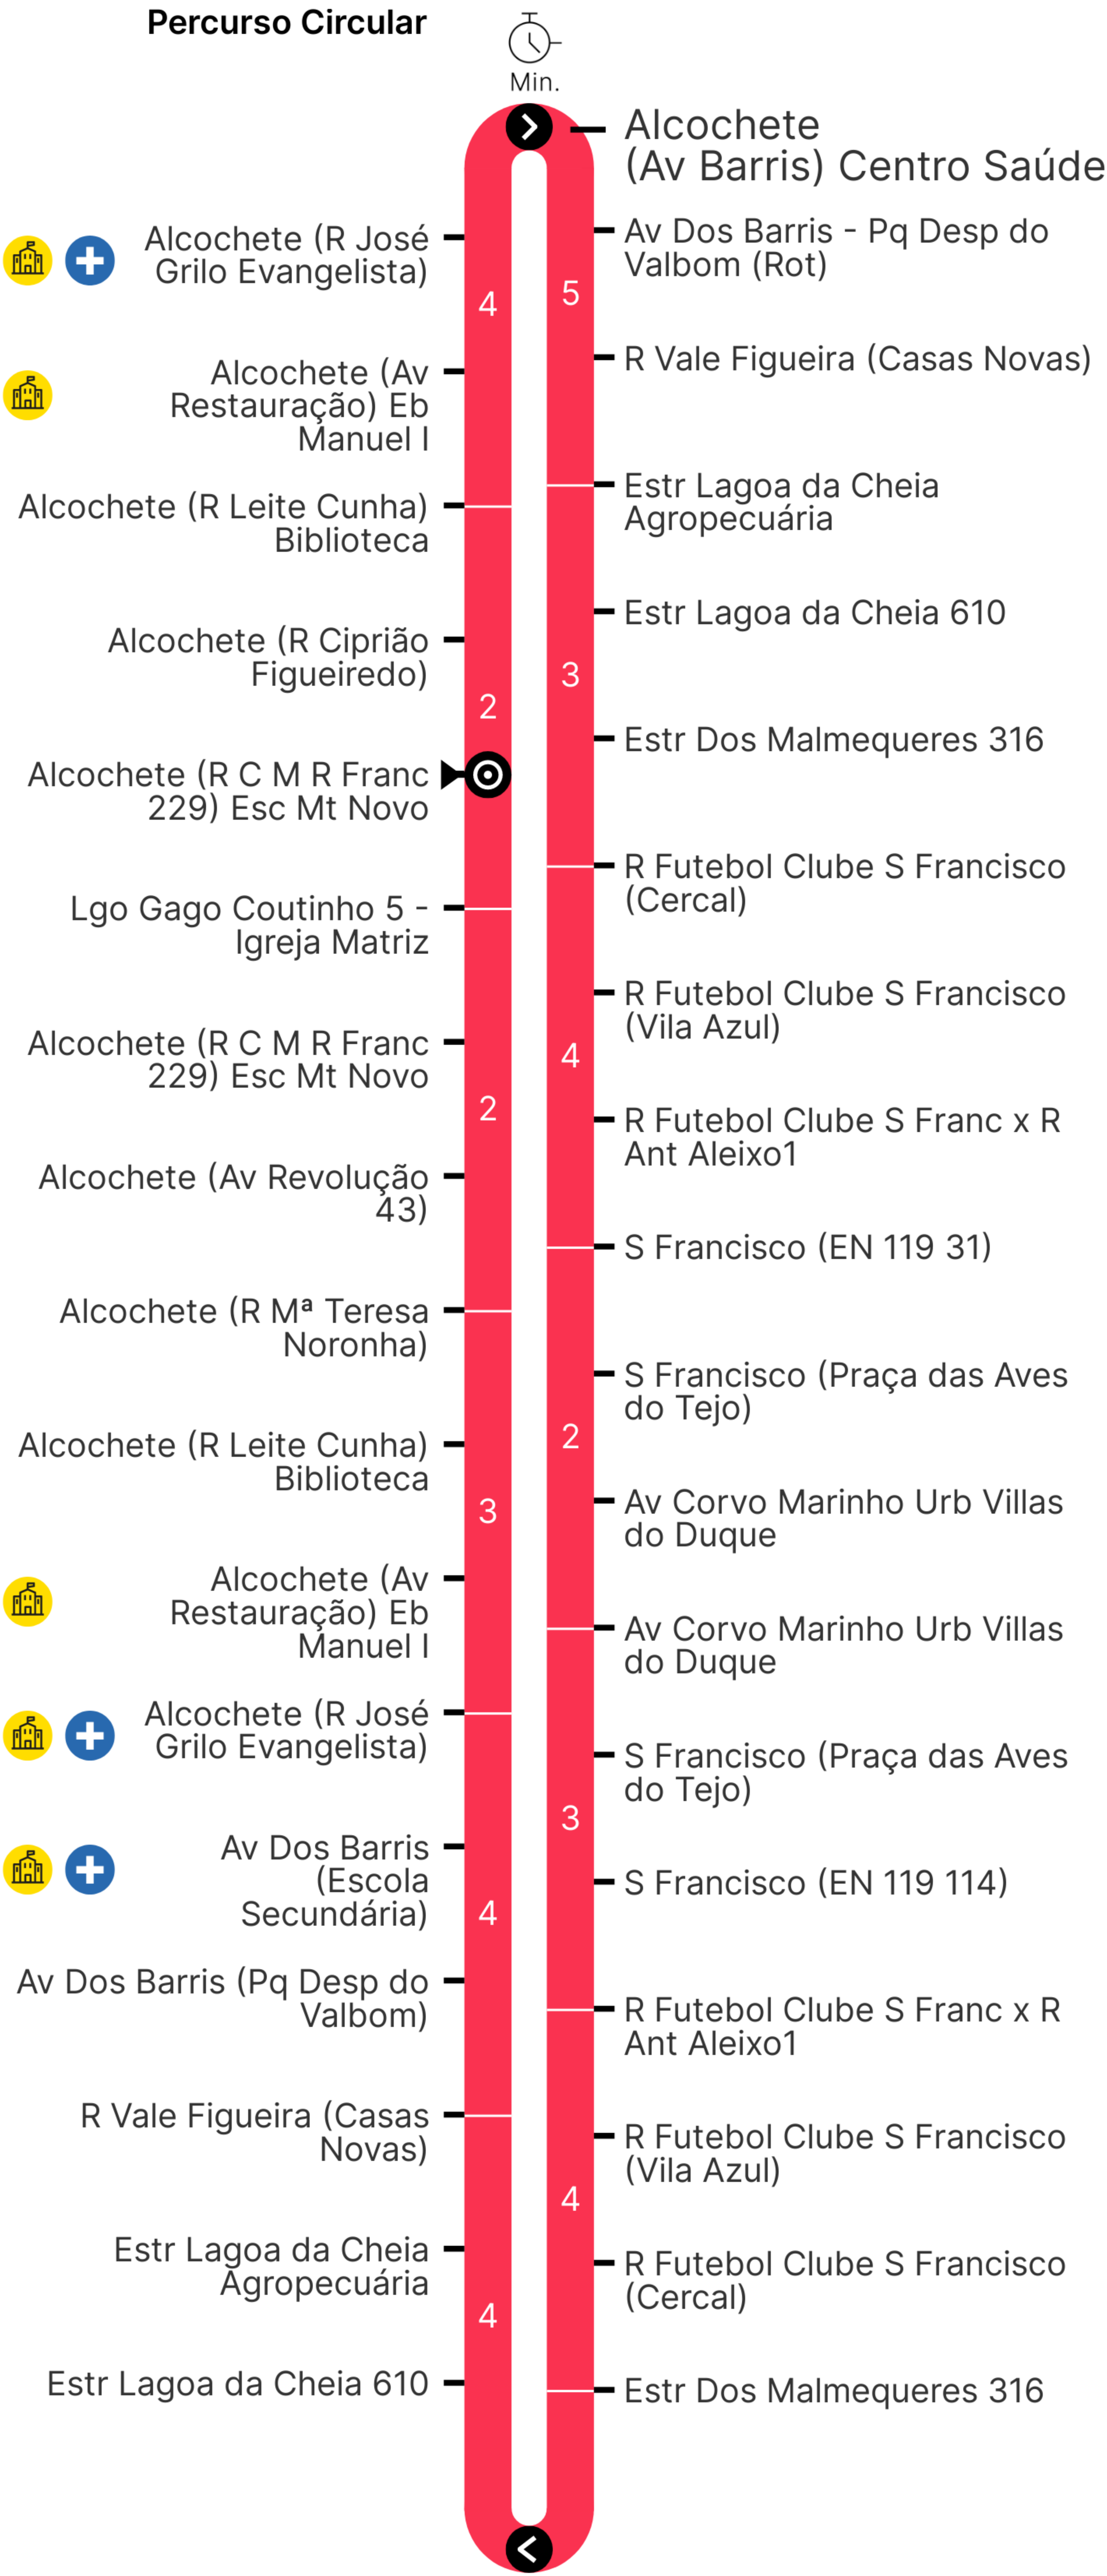 Percurso Circular
Min.
Alcochete
(Av Barris) Centro Saúde
Av Dos Barris - Pq Desp do
Valbom (Rot)
5
R Vale Figueira (Casas Novas)
Estr Lagoa da Cheia
Agropecuária
Estr Lagoa da Cheia 610
3
Estr Dos Malmequeres 316
R Futebol Clube S Francisco
(Cercal)
R Futebol Clube S Francisco
(Vila Azul)
4
R Futebol Clube S Franc x R
Ant Aleixo1
S Francisco (EN 119 31)
S Francisco (Praça das Aves
do Tejo)
2
Av Corvo Marinho Urb Villas
do Duque
Av Corvo Marinho Urb Villas
do Duque
S Francisco (Praça das Aves
do Tejo)
3
S Francisco (EN 119 114)
R Futebol Clube S Franc x R
Ant Aleixo1
R Futebol Clube S Francisco
(Vila Azul)
4
R Futebol Clube S Francisco
(Cercal)
Estr Dos Malmequeres 316
Alcochete (R José
Grilo Evangelista)
4
Alcochete (Av
Restauração) Eb
Manuel I
Alcochete (R Leite Cunha)
Biblioteca
Alcochete (R Ciprião
Figueiredo)
2
Alcochete (R C M R Franc
229) Esc Mt Novo
Lgo Gago Coutinho 5 -
Igreja Matriz
Alcochete (R C M R Franc
229) Esc Mt Novo
2
Alcochete (Av Revolução
43)
Alcochete (R Mª Teresa
Noronha)
Alcochete (R Leite Cunha)
Biblioteca
3
Alcochete (Av
Restauração) Eb
Manuel I
Alcochete (R José
Grilo Evangelista)
Av Dos Barris
(Escola
Secundária)
4
Av Dos Barris (Pq Desp do
Valbom)
R Vale Figueira (Casas
Novas)
Estr Lagoa da Cheia
Agropecuária
4
Estr Lagoa da Cheia 610